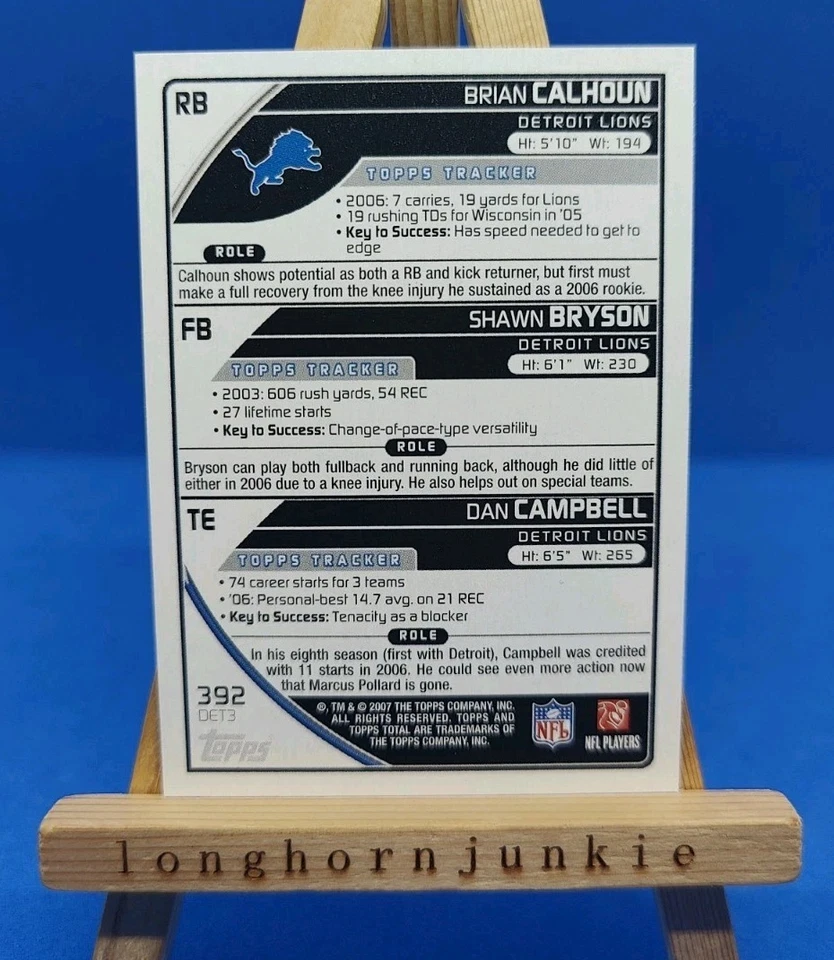 RB
BRIAN CALHOUN
DETROIT LIONS
Ht: 5'10" Wt: 194
TOPPS TRACKER
• 2006: 7 carries, 19 yards for Lions
• 19 rushing TDs for Wisconsin in '05
• Key to Success: Has speed needed to get to
edge
ROLE
Calhoun shows potential as both a RB and kick returner, but first must
make a full recovery from the knee injury he sustained as a 2006 rookie.
FB
SHAWN BRYSON
DETROIT LIONS
Ht: 6'1" Wt: 230
TOPPS TRACKER
• 2003: 606 rush yards, 54 REC
• 27 lifetime starts
• Key to Success: Change-of-pace-type versatility
ROLE
Bryson can play both fullback and running back, although he did little of
either in 2006 due to a knee injury. He also helps out on special teams.
TE
DAN CAMPBELL
DETROIT LIONS
Ht: 6'5" Wt: 265
TOPPS TRACKER
• 74 career starts for 3 teams
• '06: Personal-best 14.7 avg. on 21 REC
• Key to Success: Tenacity as a blocker
ROLE
In his eighth season (first with Detroit), Campbell was credited
with 11 starts in 2006. He could see even more action now
that Marcus Pollard is gone.
392
DET3
topps
®, TM & © 2007 THE TOPPS COMPANY, INC.
ALL RIGHTS RESERVED. TOPPS AND
TOPPS TOTAL ARE TRADEMARKS OF
THE TOPPS COMPANY, INC.
NFL
NFL PLAYERS
longhornjunkie